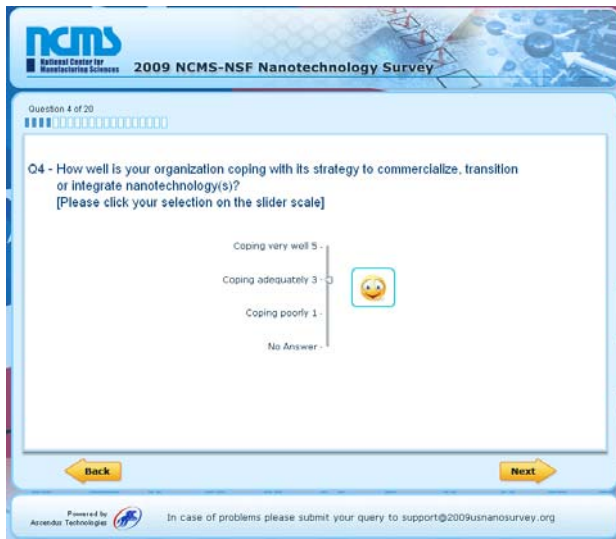 ncms
National Center for
Manufacturing Sciences
2009 NCMS-NSF Nanotechnology Survey
Question 4 of 20
Q4 - How well is your organization coping with its strategy to commercialize, transition
or integrate nanotechnology(s)?
[Please click your selection on the slider scale]
Coping very well 5 -
Coping adequately 3 -
Coping poorly 1 -
No Answer -
Back
Next
Powered by
Ascendus Technologies
In case of problems please submit your query to support@2009usnanosurvey.org